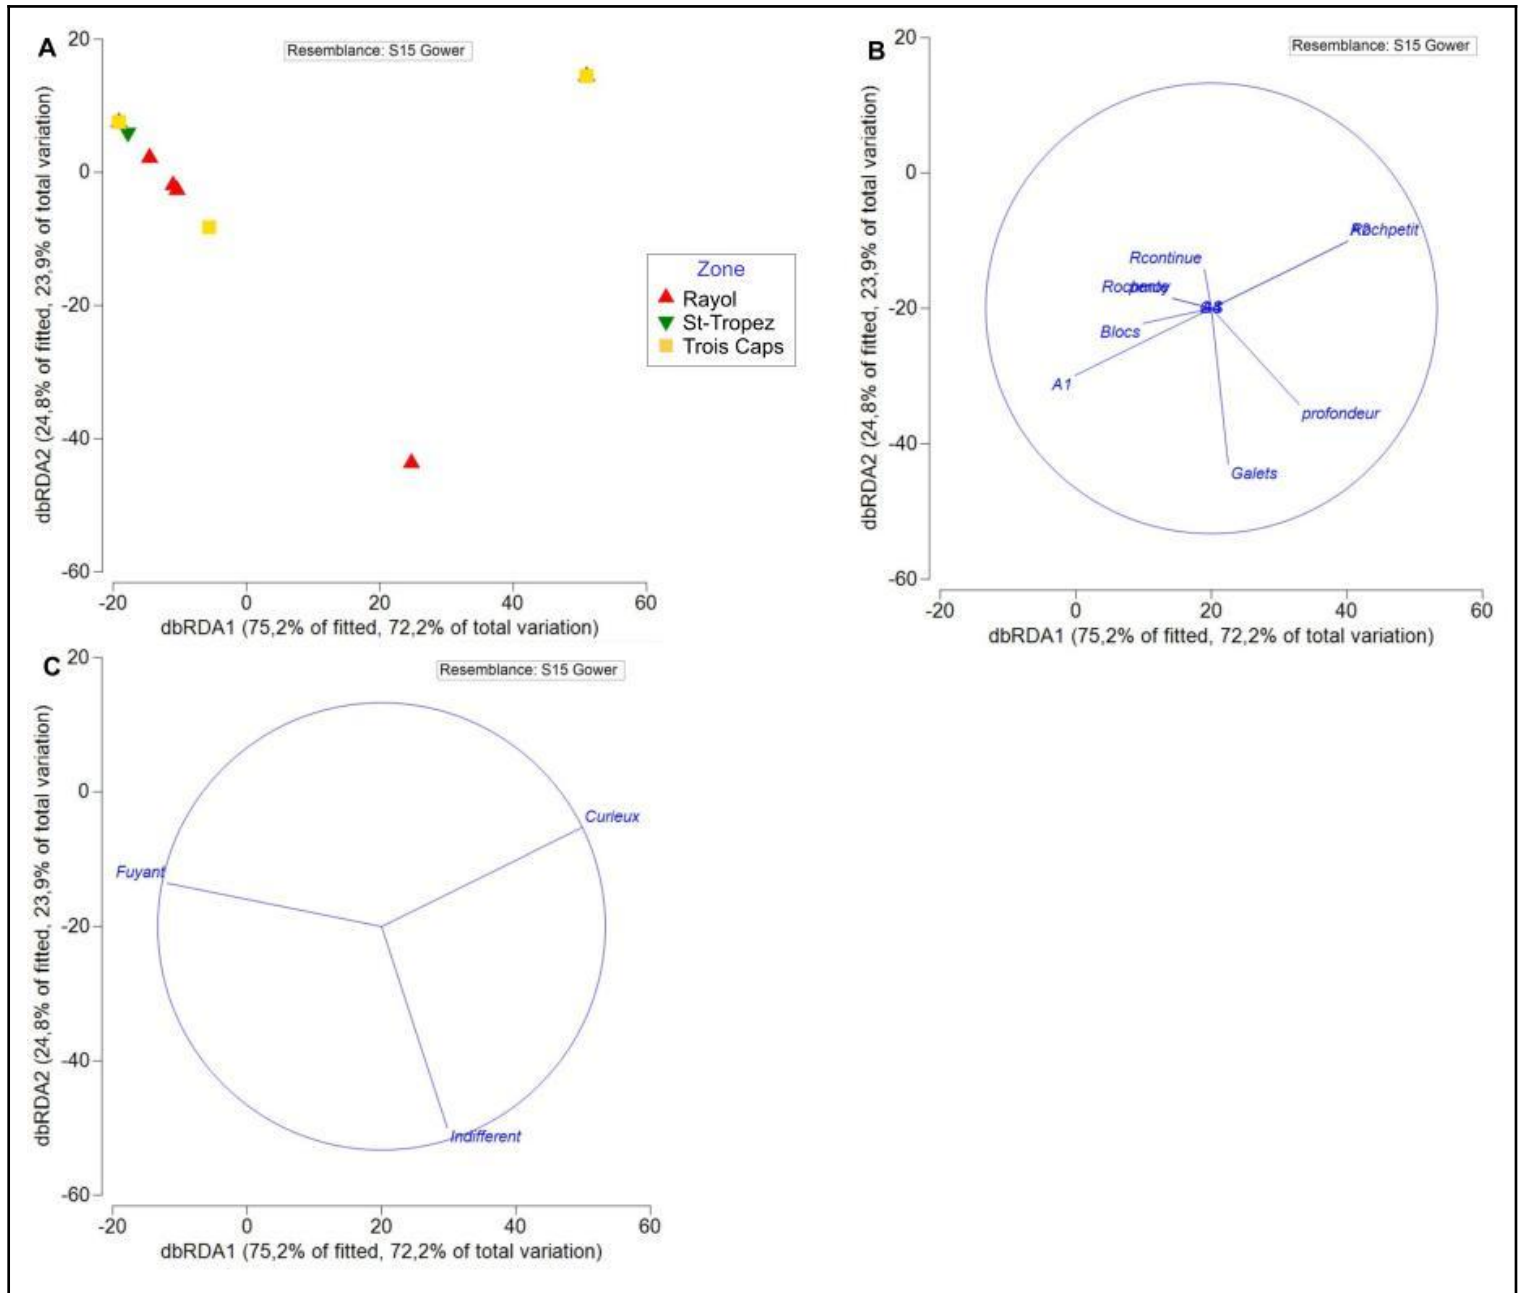 A
20
Resemblance: S15 Gower
0
-20
-40
-60
dbRDA2 (24,8% of fitted, 23,9% of total variation)
-20
0
20
40
60
dbRDA1 (75,2% of fitted, 72,2% of total variation)
Zone
Rayol
St-Tropez
Trois Caps
B
20
Resemblance: S15 Gower
0
-20
-40
-60
dbRDA2 (24,8% of fitted, 23,9% of total variation)
Rochpetit
Rcontinue
Blocs
A1
profondeur
Galets
-20
0
20
40
60
dbRDA1 (75,2% of fitted, 72,2% of total variation)
C
20
Resemblance: S15 Gower
0
-20
-40
-60
dbRDA2 (24,8% of fitted, 23,9% of total variation)
Curieux
Fuyant
Indifferent
-20
0
20
40
60
dbRDA1 (75,2% of fitted, 72,2% of total variation)